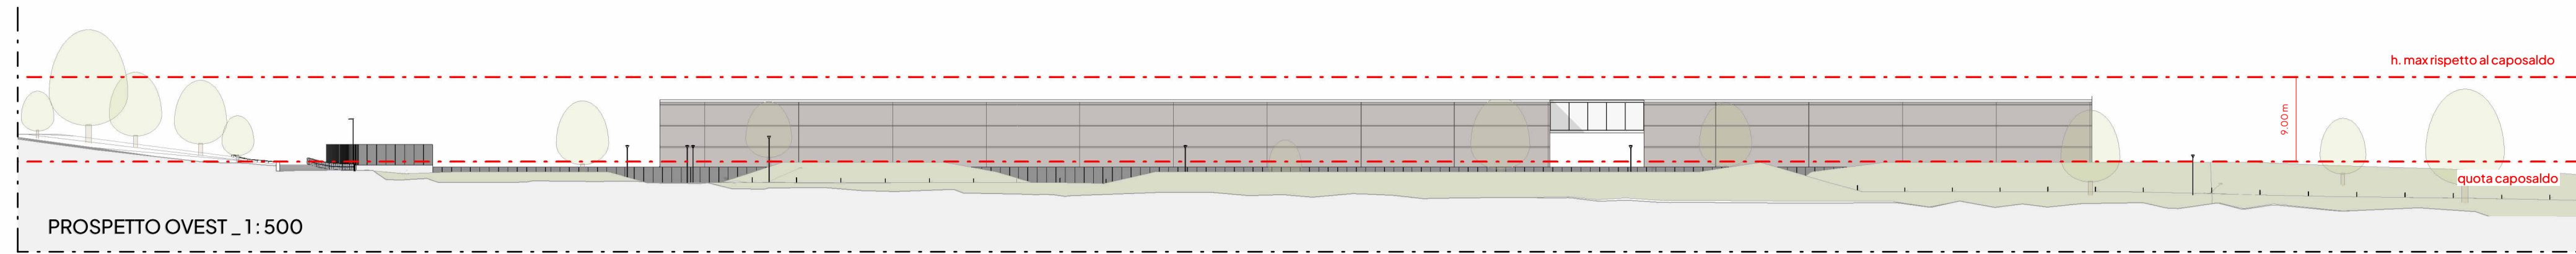 h. max rispetto al caposaldo
9.00 m
quota caposaldo
PROSPETTO OVEST _ 1 : 500